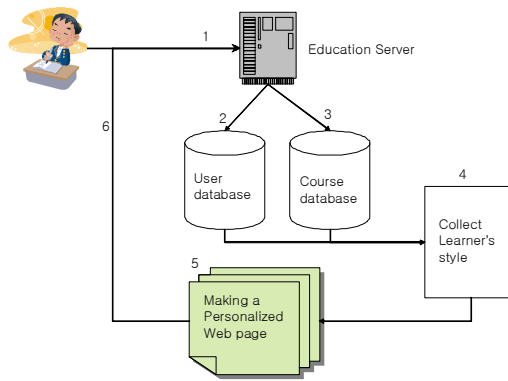 1
Education Server
2
3
6
User
database
Course
database
4
Collect
Learner's
style
5
Making a
Personalized
Web page